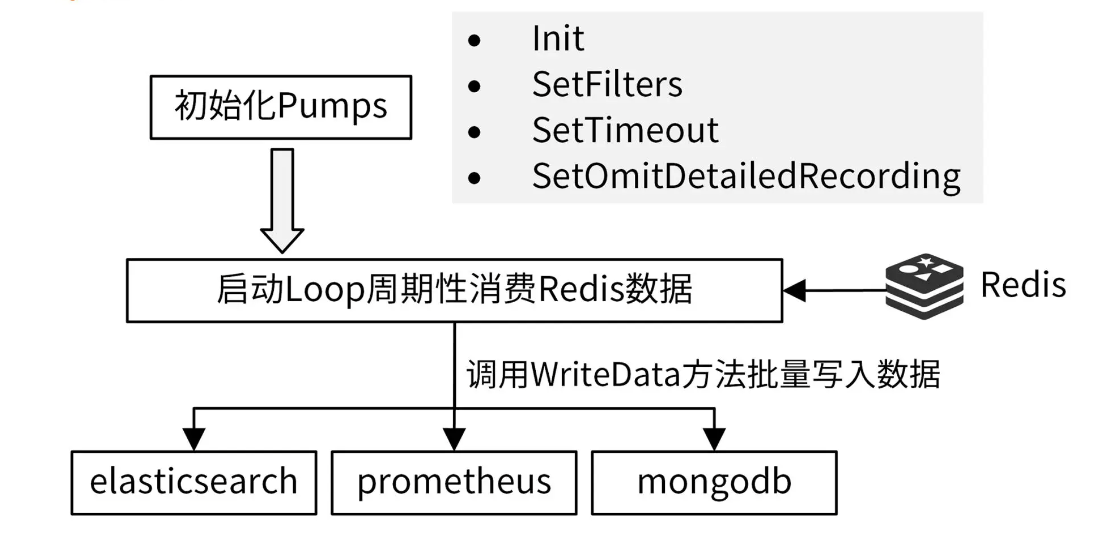 初始化Pumps
• Init
• SetFilters
• SetTimeout
• SetOmitDetailedRecording
启动Loop周期性消费Redis数据
Redis
调用WriteData方法批量写入数据
elasticsearch
prometheus
mongodb